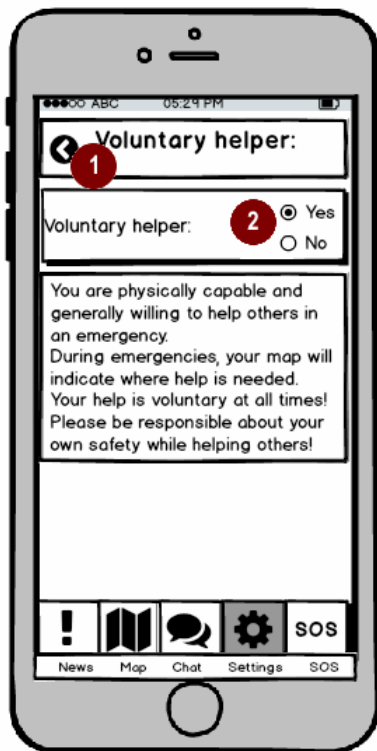 ABC 05:29 PM
Voluntary helper:
1
Voluntary helper:
2
Yes
No
You are physically capable and
generally willing to help others in
an emergency.
During emergencies, your map will
indicate where help is needed.
Your help is voluntary at all times!
Please be responsible about your
own safety while helping others!
! SOS
News Map Chat Settings SOS